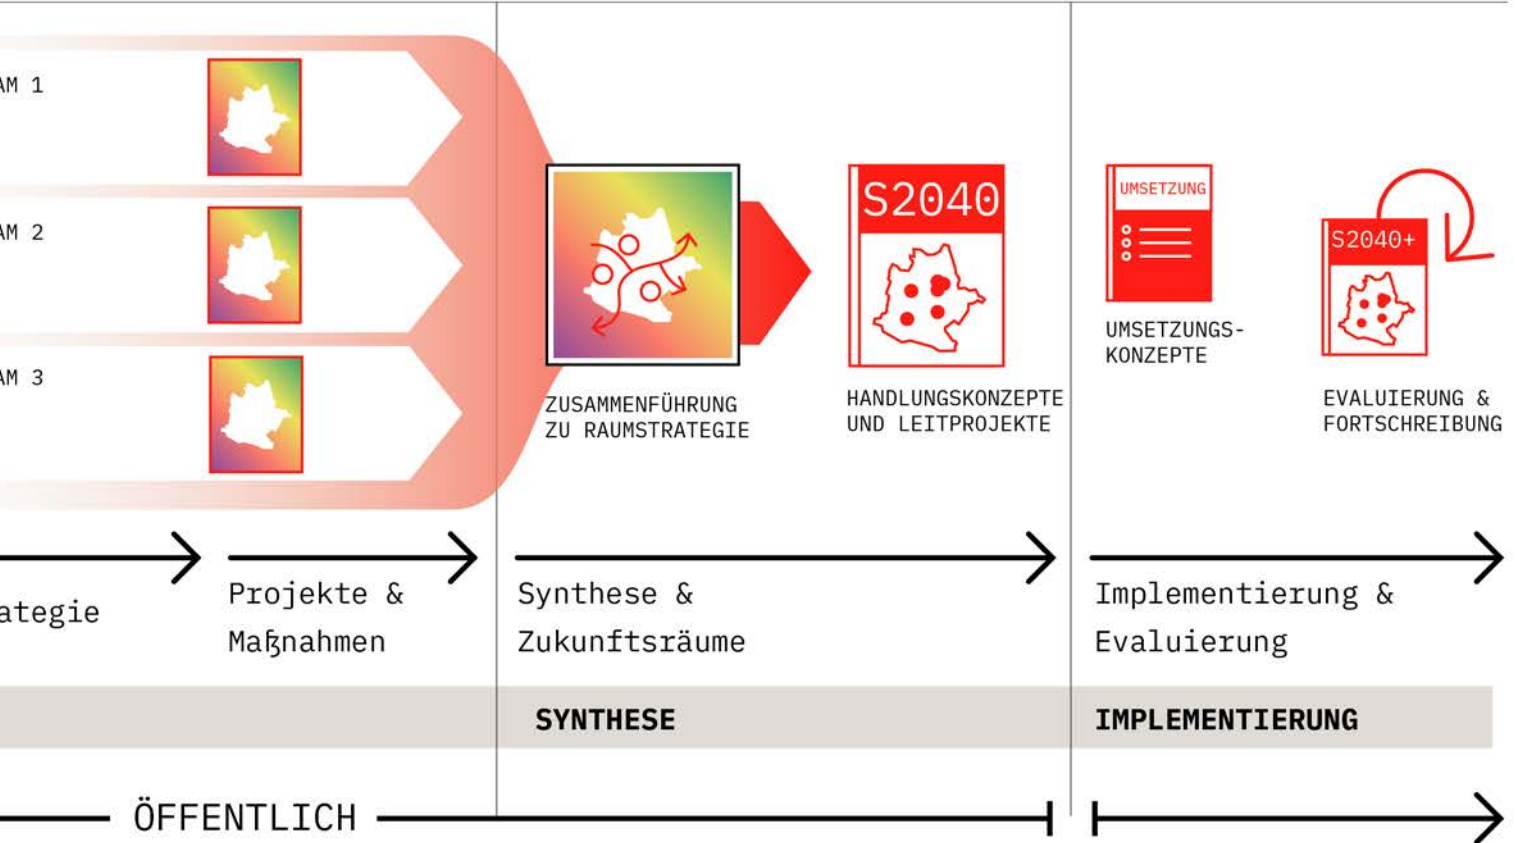 AM 1
AM 2
AM 3
S2040
UMSETZUNG
S2040+
ZUSAMMENFÜHRUNG
ZU RAUMSTRATEGIE
HANDLUNGSKONZEPTE
UND LEITPROJEKTE
UMSETZUNGS-
KONZEPTE
EVALUIERUNG &
FORTSCHREIBUNG
ategie
Projekte &
Maßnahmen
Synthese &
Zukunftsräume
Implementierung &
Evaluierung
SYNTHESE
IMPLEMENTIERUNG
ÖFFENTLICH